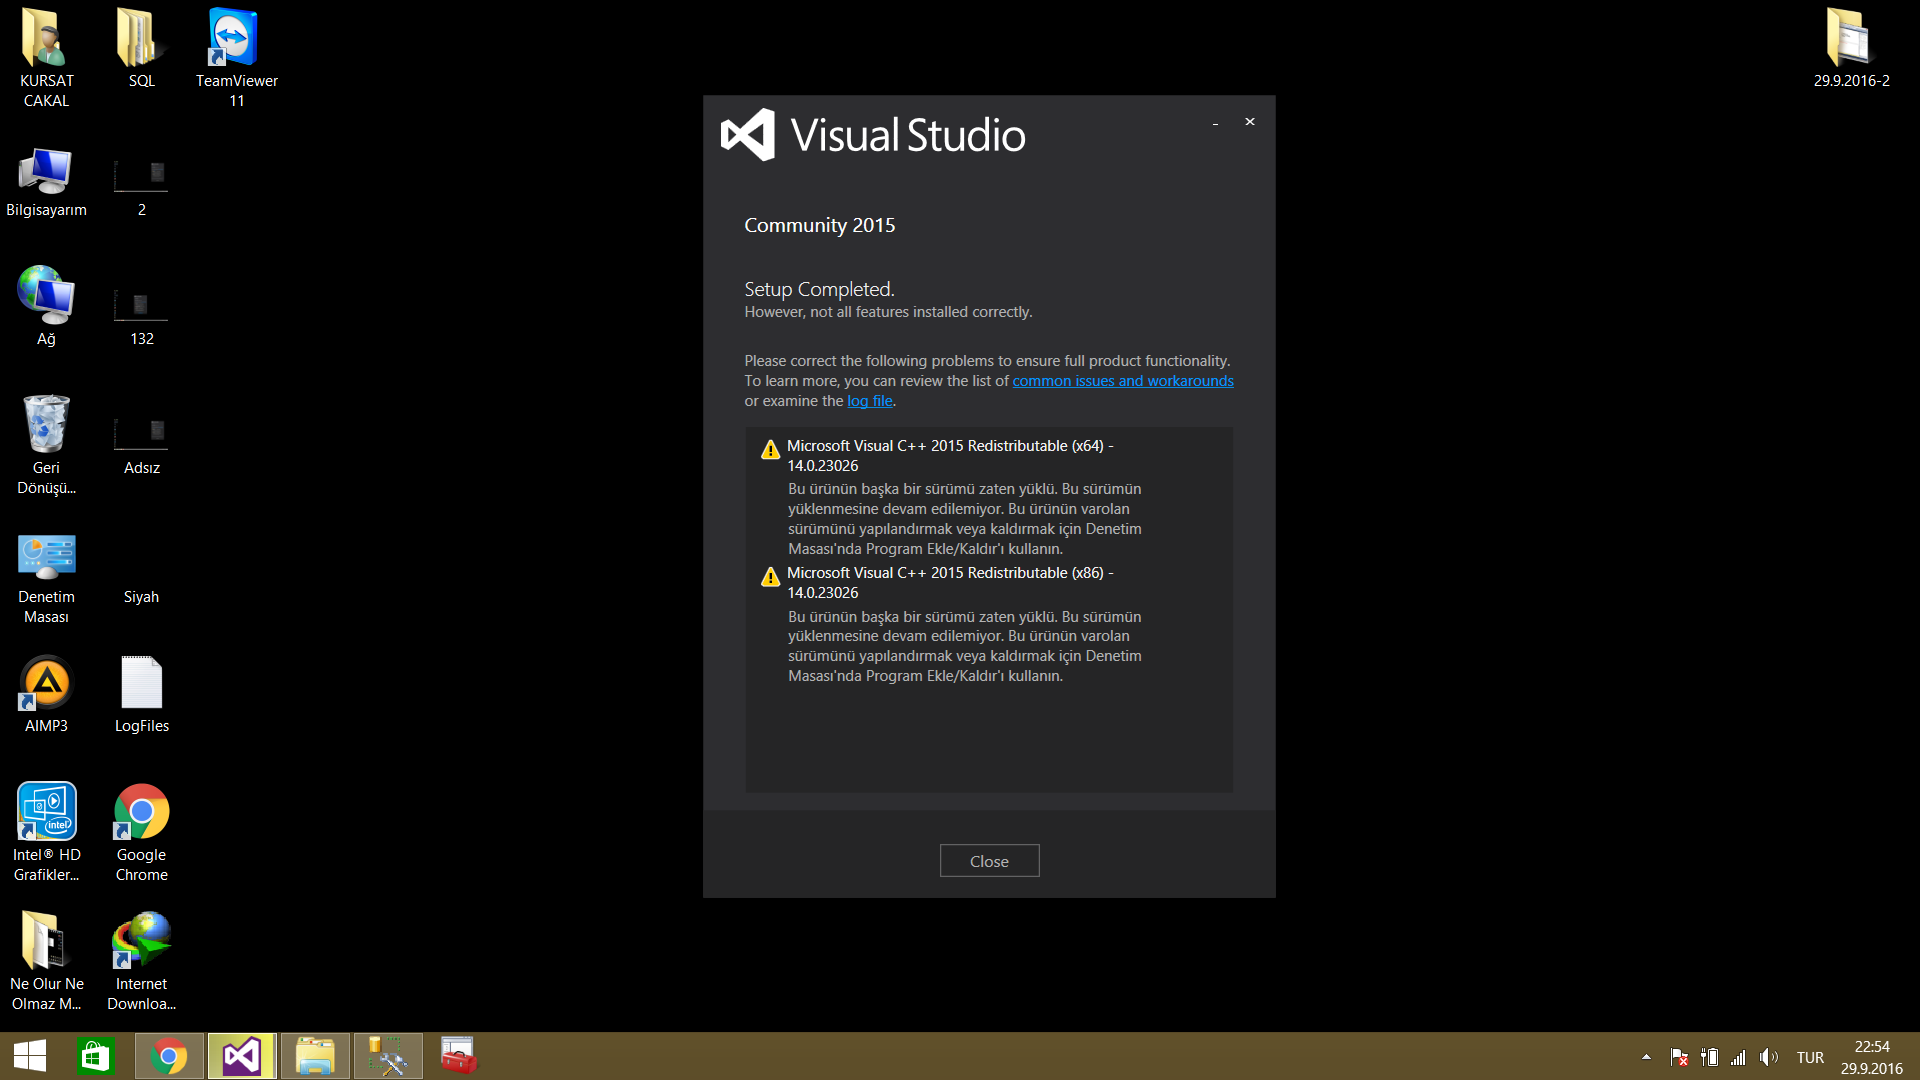 KURSAT
CAKAL
SQL
TeamViewer
11
29.9.2016-2
Bilgisayarım
2
Ağ
132
Geri
Dönüşü...
Adsız
Denetim
Masası
Siyah
AIMP3
LogFiles
intel
Intel® HD
Grafikler...
Google
Chrome
Ne Olur Ne
Olmaz M...
Internet
Downloa...
Visual Studio
Community 2015
Setup Completed.
However, not all features installed correctly.
Please correct the following problems to ensure full product functionality.
To learn more, you can review the list of common issues and workarounds
or examine the log file.
Microsoft Visual C++ 2015 Redistributable (x64) -
14.0.23026
Bu ürünün başka bir sürümü zaten yüklü. Bu sürümün
yüklenmesine devam edilemiyor. Bu ürünün varolan
sürümünü yapılandırmak veya kaldırmak için Denetim
Masası'nda Program Ekle/Kaldır'ı kullanın.
Microsoft Visual C++ 2015 Redistributable (x86) -
14.0.23026
Bu ürünün başka bir sürümü zaten yüklü. Bu sürümün
yüklenmesine devam edilemiyor. Bu ürünün varolan
sürümünü yapılandırmak veya kaldırmak için Denetim
Masası'nda Program Ekle/Kaldır'ı kullanın.
Close
TUR
22:54
29.9.2016